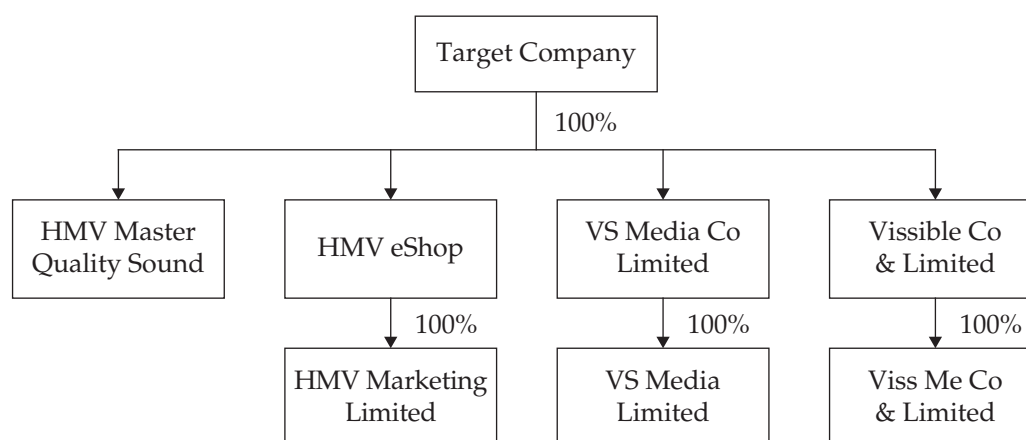 Target Company
100%
HMV Master
Quality Sound
HMV eShop
VS Media Co
Limited
Vissible Co
& Limited
100%
100%
100%
HMV Marketing
Limited
VS Media
Limited
Viss Me Co
& Limited